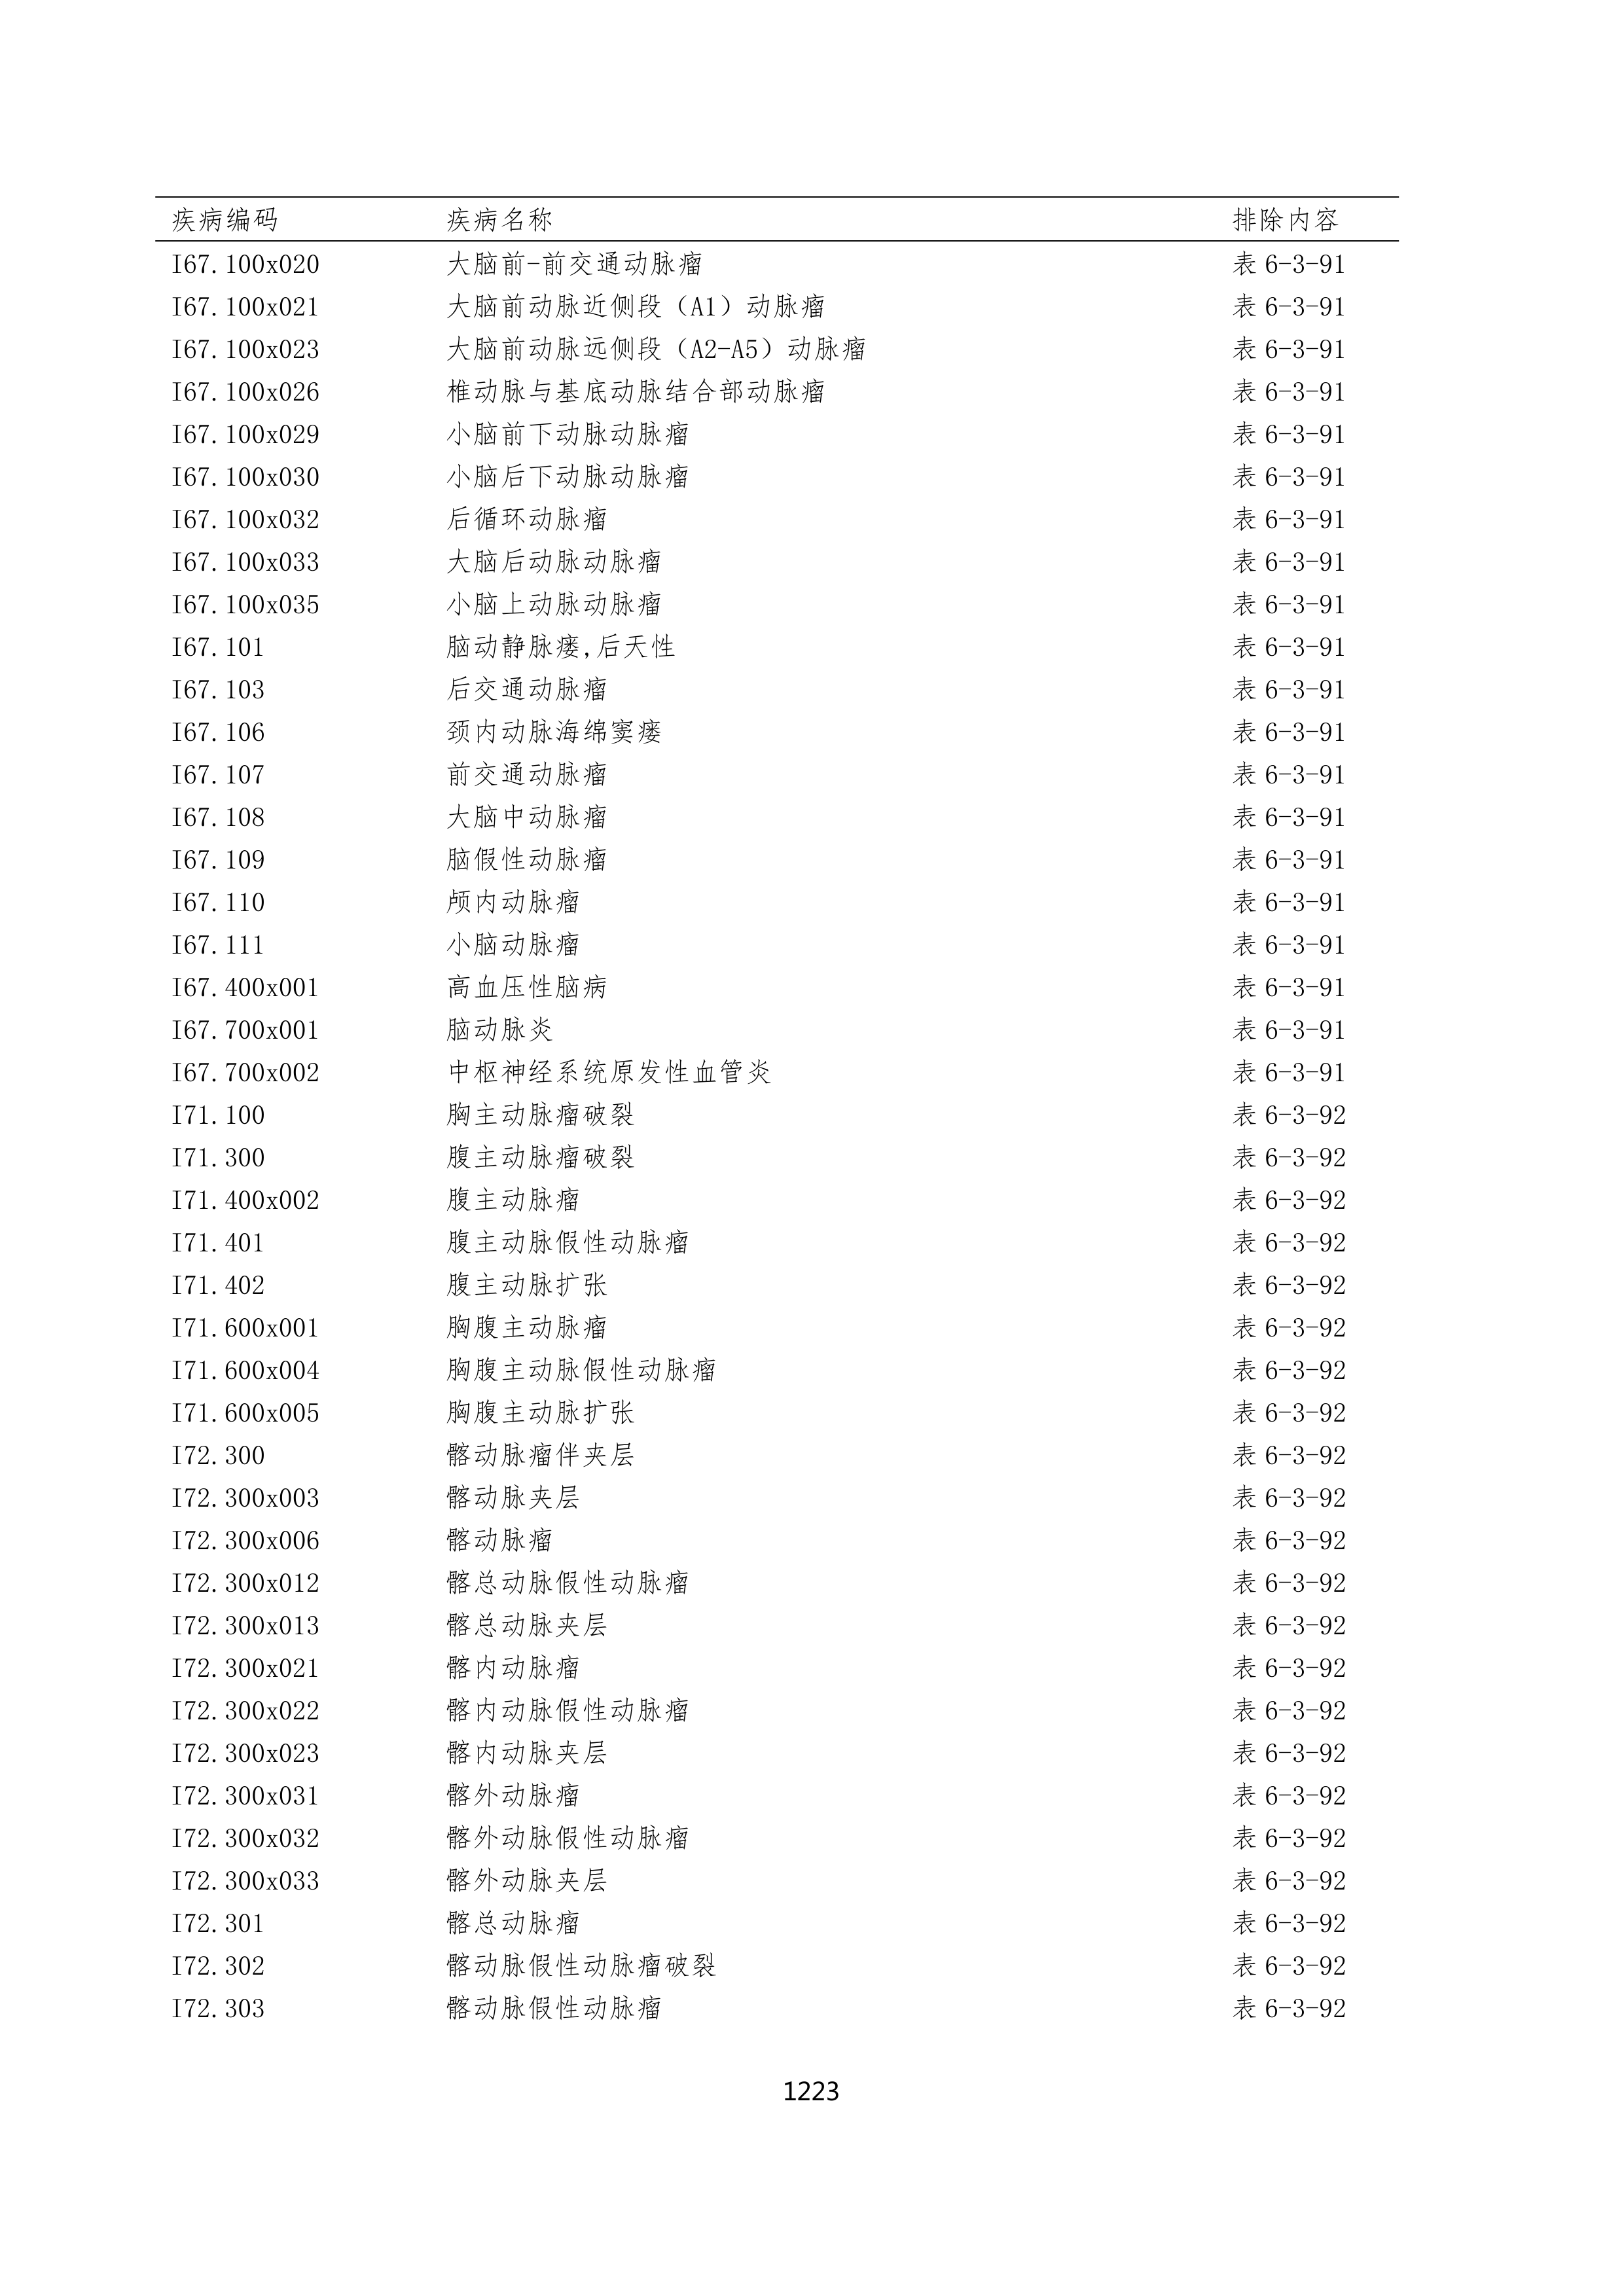 疾病编码 疾病名称 排除内容
I67.100x020 大脑前-前交通动脉瘤 表 6-3-91
I67.100x021 大脑前动脉近侧段（A1）动脉瘤 表 6-3-91
I67.100x023 大脑前动脉远侧段（A2-A5）动脉瘤 表 6-3-91
I67.100x026 椎动脉与基底动脉结合部动脉瘤 表 6-3-91
I67.100x029 小脑前下动脉动脉瘤 表 6-3-91
I67.100x030 小脑后下动脉动脉瘤 表 6-3-91
I67.100x032 后循环动脉瘤 表 6-3-91
I67.100x033 大脑后动脉动脉瘤 表 6-3-91
I67.100x035 小脑上动脉动脉瘤 表 6-3-91
I67.101 脑动静脉瘘,后天性 表 6-3-91
I67.103 后交通动脉瘤 表 6-3-91
I67.106 颈内动脉海绵窦瘘 表 6-3-91
I67.107 前交通动脉瘤 表 6-3-91
I67.108 大脑中动脉瘤 表 6-3-91
I67.109 脑假性动脉瘤 表 6-3-91
I67.110 颅内动脉瘤 表 6-3-91
I67.111 小脑动脉瘤 表 6-3-91
I67.400x001 高血压性脑病 表 6-3-91
I67.700x001 脑动脉炎 表 6-3-91
I67.700x002 中枢神经系统原发性血管炎 表 6-3-91
I71.100 胸主动脉瘤破裂 表 6-3-92
I71.300 腹主动脉瘤破裂 表 6-3-92
I71.400x002 腹主动脉瘤 表 6-3-92
I71.401 腹主动脉假性动脉瘤 表 6-3-92
I71.402 腹主动脉扩张 表 6-3-92
I71.600x001 胸腹主动脉瘤 表 6-3-92
I71.600x004 胸腹主动脉假性动脉瘤 表 6-3-92
I71.600x005 胸腹主动脉扩张 表 6-3-92
I72.300 髂动脉瘤伴夹层 表 6-3-92
I72.300x003 髂动脉夹层 表 6-3-92
I72.300x006 髂动脉瘤 表 6-3-92
I72.300x012 髂总动脉假性动脉瘤 表 6-3-92
I72.300x013 髂总动脉夹层 表 6-3-92
I72.300x021 髂内动脉瘤 表 6-3-92
I72.300x022 髂内动脉假性动脉瘤 表 6-3-92
I72.300x023 髂内动脉夹层 表 6-3-92
I72.300x031 髂外动脉瘤 表 6-3-92
I72.300x032 髂外动脉假性动脉瘤 表 6-3-92
I72.300x033 髂外动脉夹层 表 6-3-92
I72.301 髂总动脉瘤 表 6-3-92
I72.302 髂动脉假性动脉瘤破裂 表 6-3-92
I72.303 髂动脉假性动脉瘤 表 6-3-92
1223